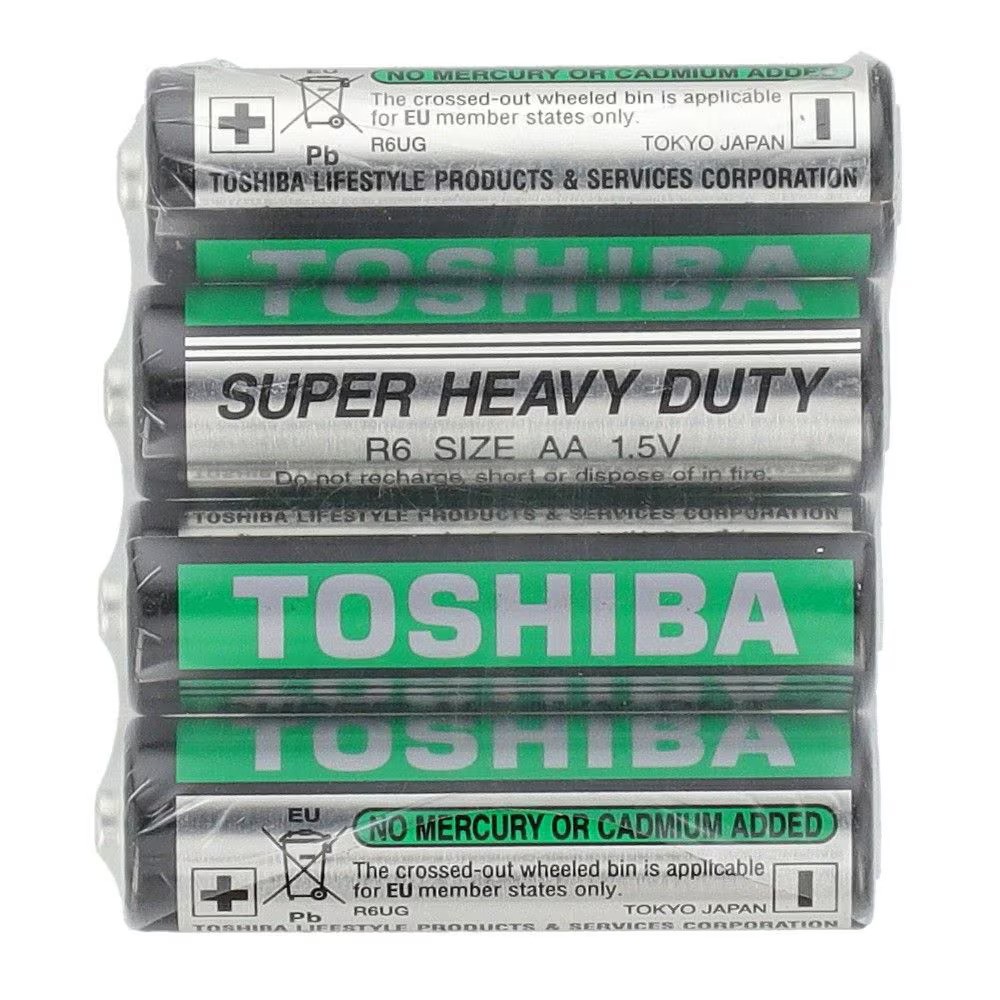 EU
NO MERCURY OR CADMIUM ADDED
The crossed-out wheeled bin is applicable
for EU member states only.
+
-
Pb
R6UG TOKYO JAPAN
TOSHIBA LIFESTYLE PRODUCTS & SERVICES CORPORATION
TOSHIBA
TOSHIBA
SUPER HEAVY DUTY
R6 SIZE AA 1.5V
Do not recharge, short or dispose of in fire.
TOSHIBA LIFESTYLE PRODUCTS & SERVICES CORPORATION
TOSHIBA
TOSHIBA
EU
NO MERCURY OR CADMIUM ADDED
The crossed-out wheeled bin is applicable
for EU member states only.
+
-
Pb
R6UG TOKYO JAPAN
TOSHIBA LIFESTYLE PRODUCTS & SERVICES CORPORATION